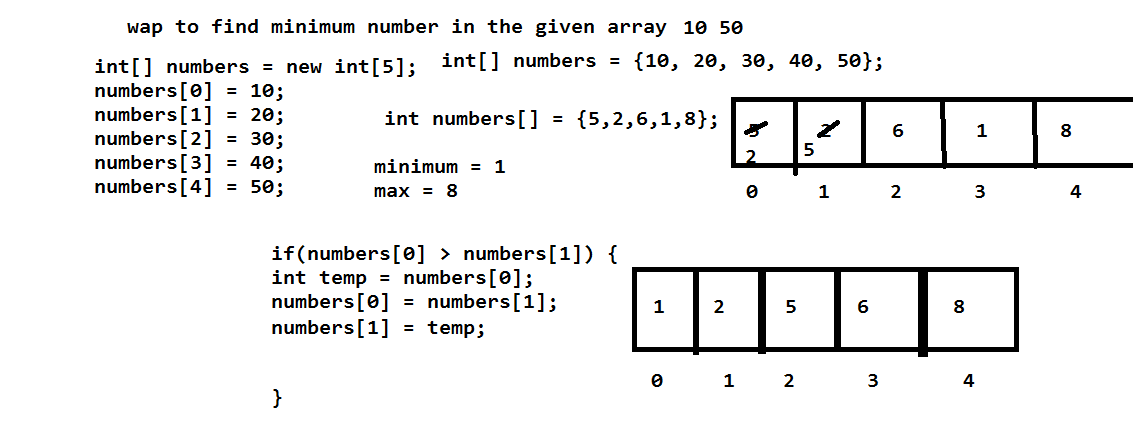 wap to find minimum number in the given array 10 50
int[] numbers = new int[5];
numbers[0] = 10;
numbers[1] = 20;
numbers[2] = 30;
numbers[3] = 40;
numbers[4] = 50;
int[] numbers = {10, 20, 30, 40, 50};
int numbers[] = {5,2,6,1,8};
minimum = 1
max = 8
5 2 6 1 8
2 5
0 1 2 3 4
if(numbers[0] > numbers[1]) {
int temp = numbers[0];
numbers[0] = numbers[1];
numbers[1] = temp;
}
1 2 5 6 8
0 1 2 3 4